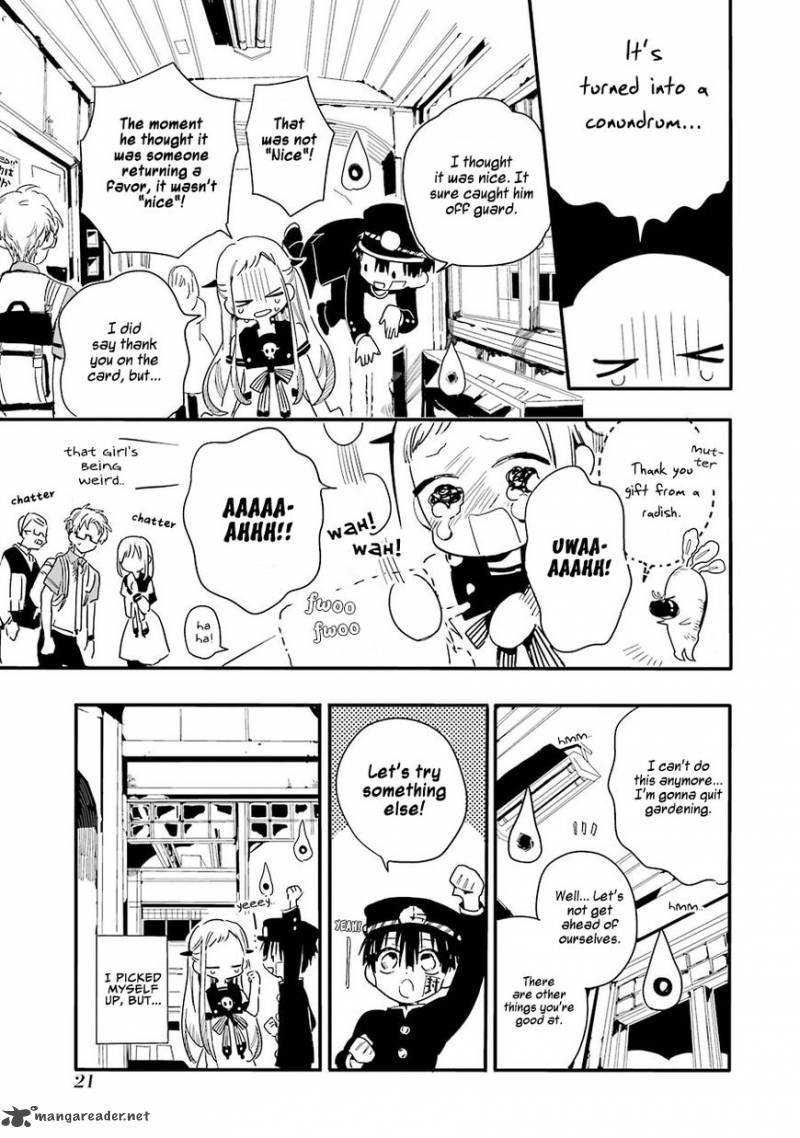 It's
turned into a
conundrum...
I thought
it was nice. It
sure caught him
off guard.
That
was not
"Nice"!
The moment
he thought it
was someone
returning a
favor, it wasn't
"nice"!
I did
say thank
you on the
card, but...
mut-
ter
Thank you
gift from a
radish.
UWAA-
AAAHH!
wah!
wah!
fwoo
fwoo
AAAAA-
AHHH!!
that girl's
being
weird..
chatter
chatter
ha
ha!
hmm..
I can't do
this anymore...
I'm gonna quit
gardening.
hmm..
Well... Let's
not get
ahead of
ourselves.
There are
other
things you're
good at.
Let's try
something
else!
YEAH!
yeeey..
I PICKED
MYSELF
UP, BUT...
21
mangareader.net